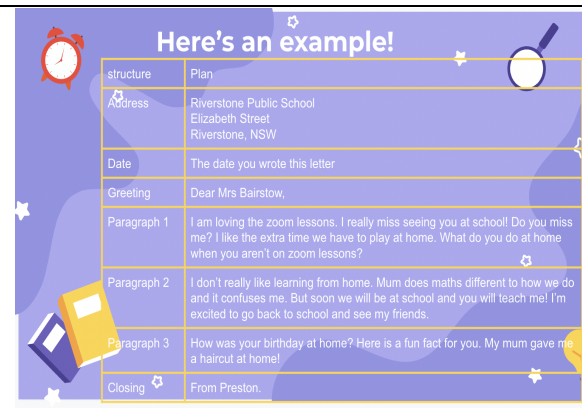 Here's an example!
structure Plan
Address Riverstone Public School
Elizabeth Street
Riverstone, NSW
Date The date you wrote this letter
Greeting Dear Mrs Bairstow,
Paragraph 1 I am loving the zoom lessons. I really miss seeing you at school! Do you miss
me? I like the extra time we have to play at home. What do you do at home
when you aren't on zoom lessons?
Paragraph 2 I don't really like learning from home. Mum does maths different to how we do
and it confuses me. But soon we will be at school and you will teach me! I'm
excited to go back to school and see my friends.
Paragraph 3 How was your birthday at home? Here is a fun fact for you. My mum gave me
a haircut at home!
Closing From Preston.